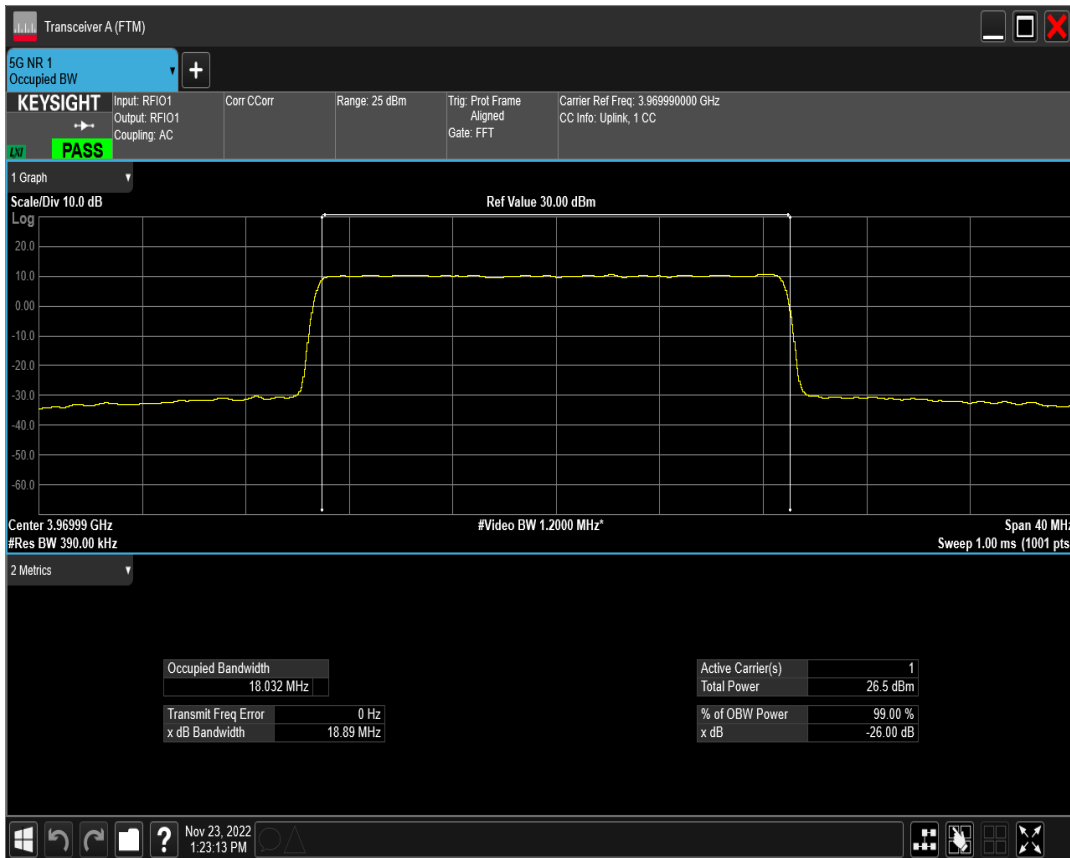 Transceiver A (FTM)
5G NR 1
Occupied BW
+
KEYSIGHT
LXI
PASS
Input: RFIO1
Output: RFIO1
Coupling: AC
Corr CCorr
Range: 25 dBm
Trig: Prot Frame
Aligned
Gate: FFT
Carrier Ref Freq: 3.969990000 GHz
CC Info: Uplink, 1 CC
1 Graph
Scale/Div 10.0 dB
Ref Value 30.00 dBm
Log
20.0
10.0
0.00
-10.0
-20.0
-30.0
-40.0
-50.0
-60.0
Center 3.96999 GHz
#Video BW 1.2000 MHz*
Span 40 MHz
#Res BW 390.00 kHz
Sweep 1.00 ms (1001 pts
2 Metrics
Occupied Bandwidth
18.032 MHz
Transmit Freq Error 0 Hz
x dB Bandwidth 18.89 MHz
Active Carrier(s) 1
Total Power 26.5 dBm
% of OBW Power 99.00 %
x dB -26.00 dB
?
Nov 23, 2022
1:23:13 PM